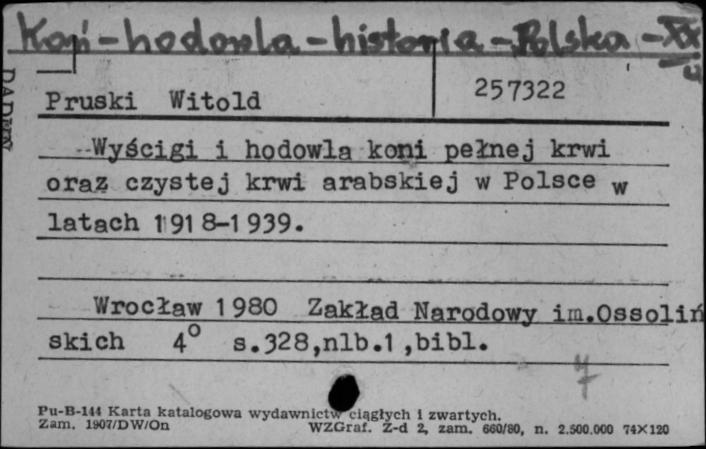 Koń - hodowla - historia - Polska - XX
w
Pruski Witold 257322
Wyścigi i hodowla koni pełnej krwi
oraz czystej krwi arabskiej w Polsce w
latach 1918-1939.
Wrocław 1980 Zakład Narodowy im.Ossoliń
skich 4° s.328,nlb.1,bibl.
Pu-B-144 Karta katalogowa wydawnictw ciągłych i zwartych.
Zam. 1907/DW/On WZGraf. Z-d 2, zam. 660/80, n. 2.500.000 74X120